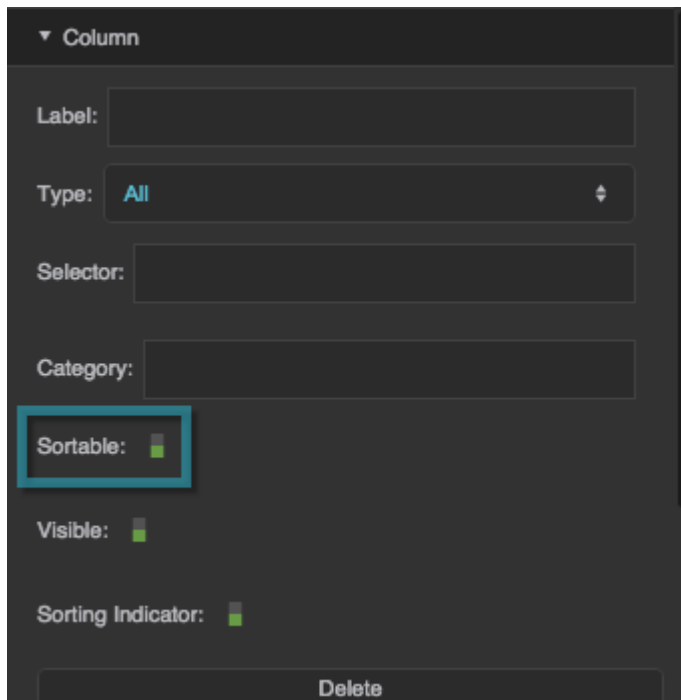 Column
Label:
Type: All
Selector:
Category:
Sortable:
Visible:
Sorting Indicator:
Delete